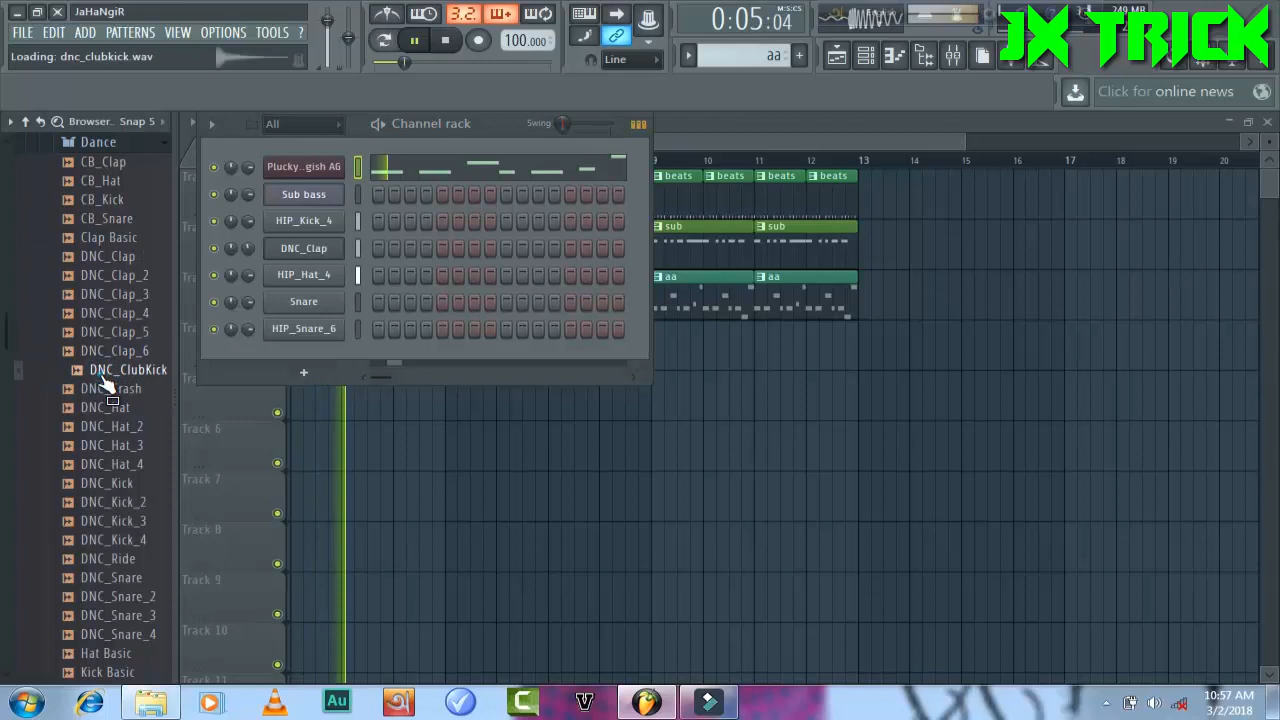 JaHaNgiR
FILE EDIT ADD PATTERNS VIEW OPTIONS TOOLS ?
Loading: dnc_clubkick.wav
3.2.
100.000
0:05:04
M:S:CS
249 MB
Line
aa
JX TRICK
Click for online news
Browser.. Snap 5
All
Channel rack
Swing
Dance
CB_Clap
CB_Hat
CB_Kick
CB_Snare
Clap Basic
DNC_Clap
DNC_Clap_2
DNC_Clap_3
DNC_Clap_4
DNC_Clap_5
DNC_Clap_6
DNC_ClubKick
DNC_Crash
DNC_Hat
DNC_Hat_2
DNC_Hat_3
DNC_Hat_4
DNC_Kick
DNC_Kick_2
DNC_Kick_3
DNC_Kick_4
DNC_Ride
DNC_Snare
DNC_Snare_2
DNC_Snare_3
DNC_Snare_4
Hat Basic
Kick Basic
Plucky..gish AG
Sub bass
HIP_Kick_4
DNC_Clap
HIP_Hat_4
Snare
HIP_Snare_6
9 10 11 12 13 14 15 16 17 18 19 20
beats beats beats beats
sub sub
aa aa
Track 6
Track 7
Track 8
Track 9
Track 10
Track 11
Au
10:57 AM
3/2/2018